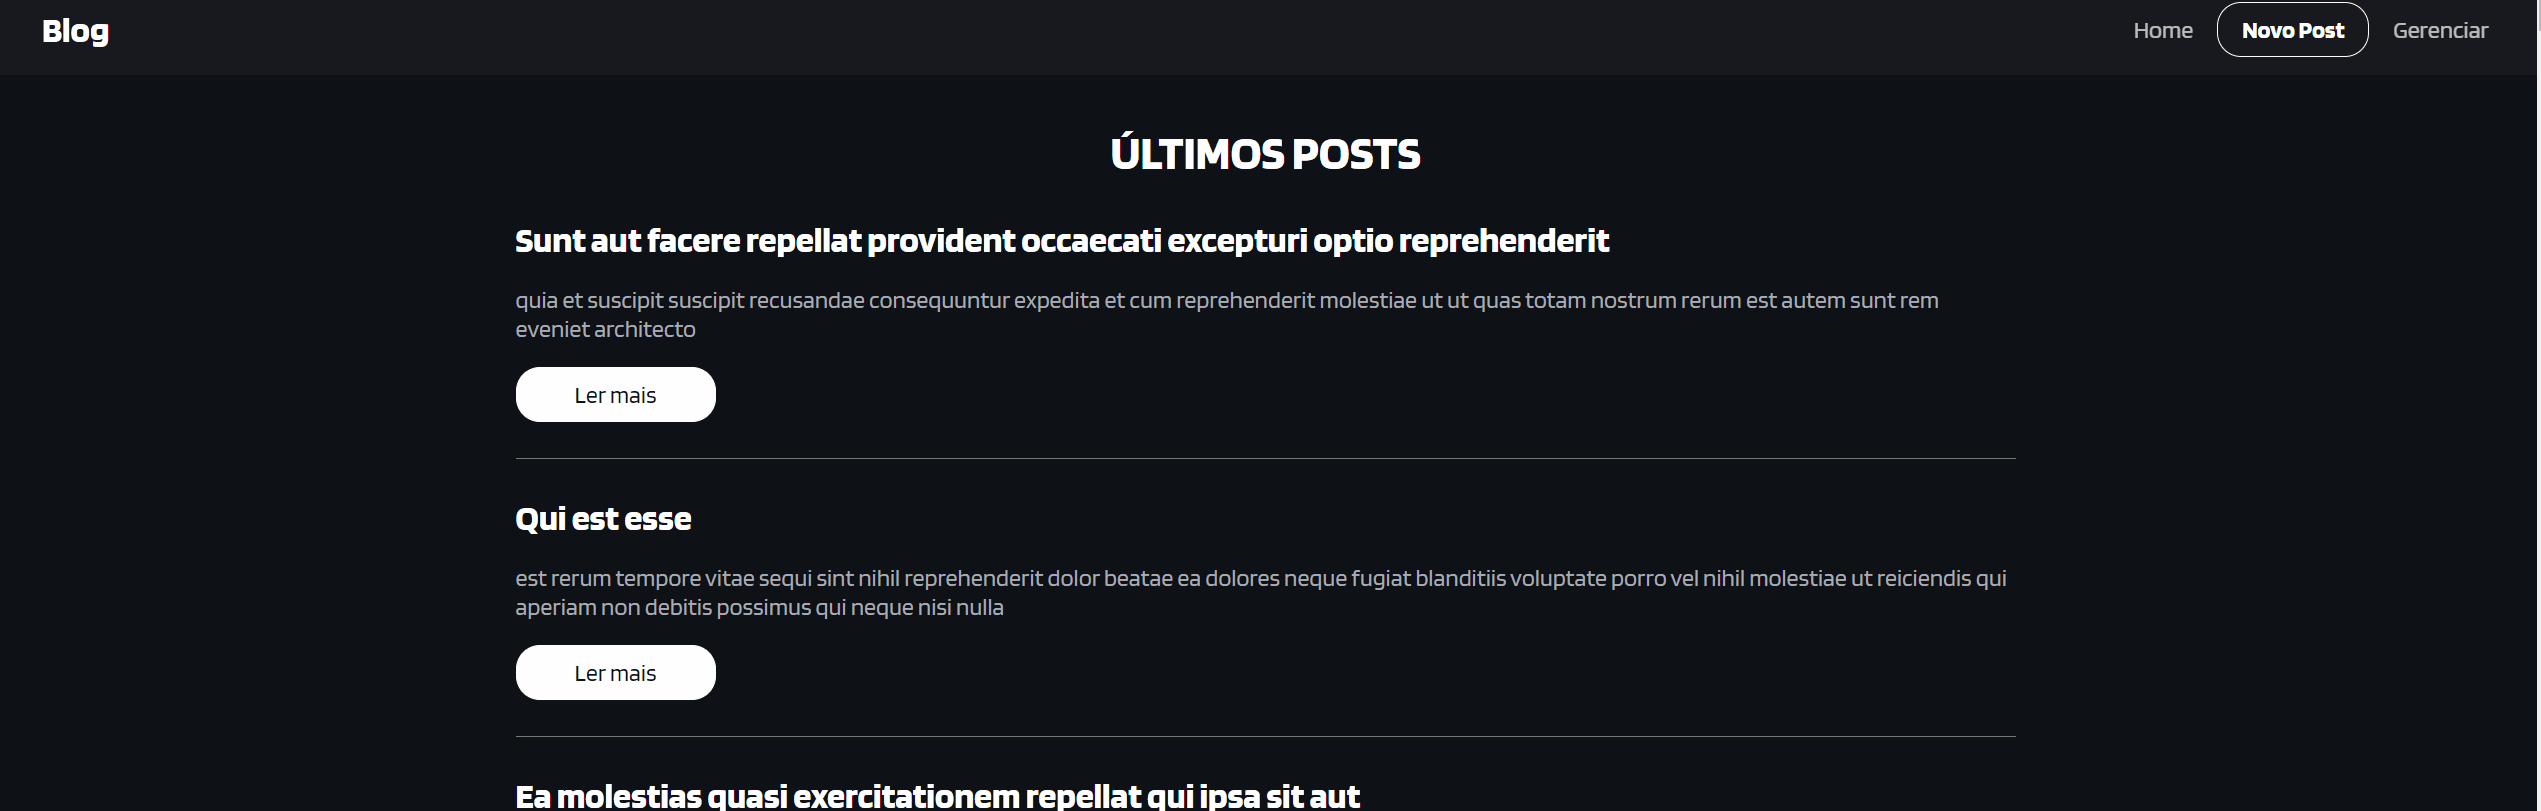 Blog
Home
Novo Post
Gerenciar
ÚLTIMOS POSTS
Sunt aut facere repellat provident occaecati excepturi optio reprehenderit
quia et suscipit suscipit recusandae consequuntur expedita et cum reprehenderit molestiae ut ut quas totam nostrum rerum est autem sunt rem
eveniet architecto
Ler mais
Qui est esse
est rerum tempore vitae sequi sint nihil reprehenderit dolor beatae ea dolores neque fugiat blanditiis voluptate porro vel nihil molestiae ut reiciendis qui
aperiam non debitis possimus qui neque nisi nulla
Ler mais
Ea molestias quasi exercitationem repellat qui ipsa sit aut